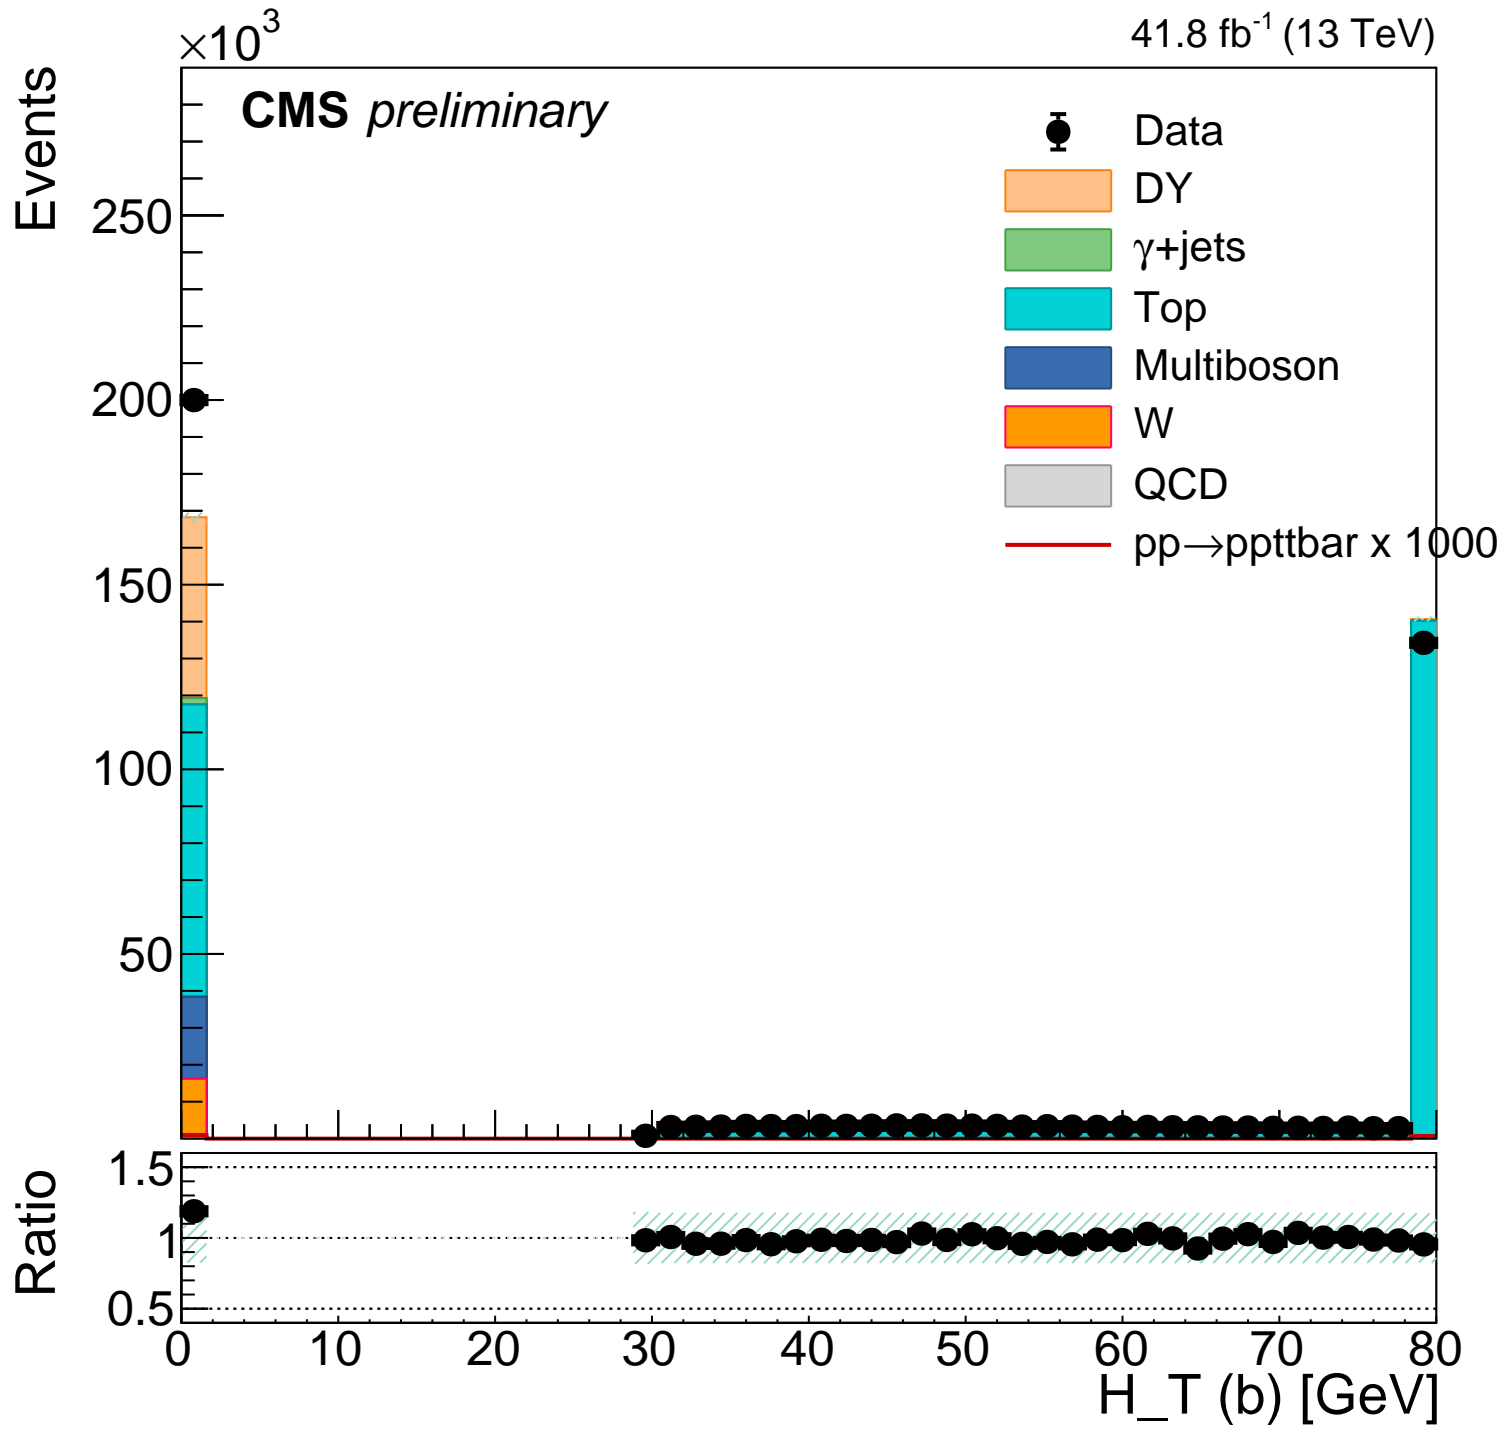 ×10³
41.8 fb⁻¹ (13 TeV)
Events
CMS preliminary
Data
DY
γ+jets
Top
Multiboson
W
QCD
pp→ppttbar x 1000
250
200
150
100
50
Ratio
1.5
1
0.5
0 10 20 30 40 50 60 70 80
H_T (b) [GeV]